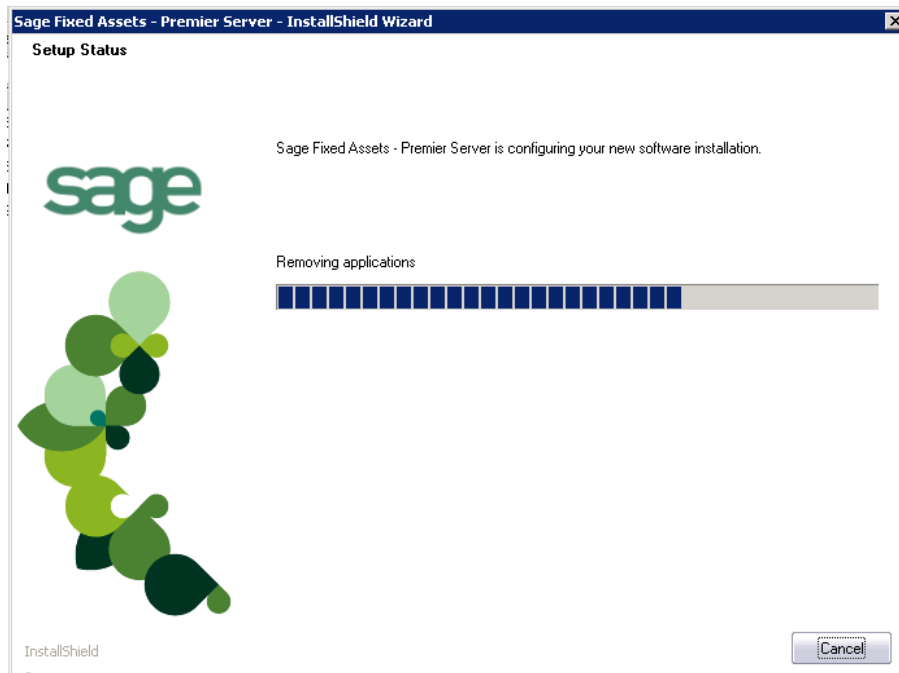 Sage Fixed Assets - Premier Server - InstallShield Wizard
Setup Status
Sage Fixed Assets - Premier Server is configuring your new software installation.
sage
Removing applications
InstallShield
Cancel